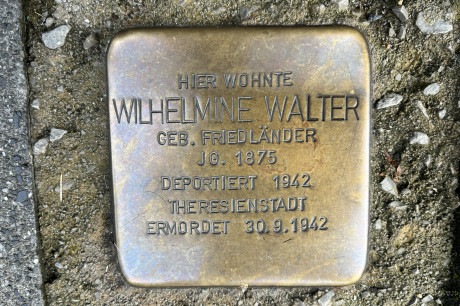 HIER WOHNTE
WILHELMINE WALTER
GEB. FRIEDLÄNDER
JG. 1875
DEPORTIERT 1942
THERESIENSTADT
ERMORDET 30.9.1942